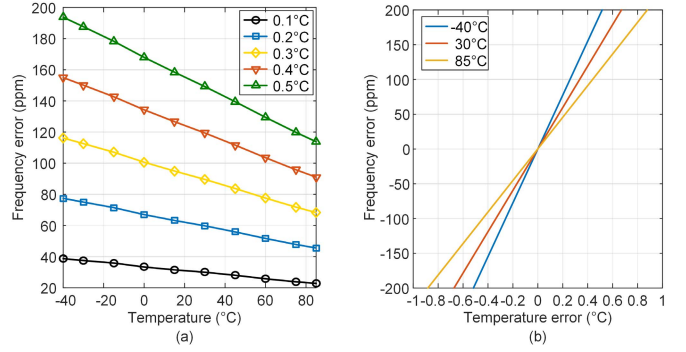 200
180
160
140
120
100
80
60
40
20
Frequency error (ppm)
-40 -20 0 20 40 60 80
Temperature (°C)
0.1°C
0.2°C
0.3°C
0.4°C
0.5°C
(a)
200
150
100
50
0
-50
-100
-150
-200
Frequency error (ppm)
-1 -0.8 -0.6 -0.4 -0.2 0 0.2 0.4 0.6 0.8 1
Temperature error (°C)
-40°C
30°C
85°C
(b)